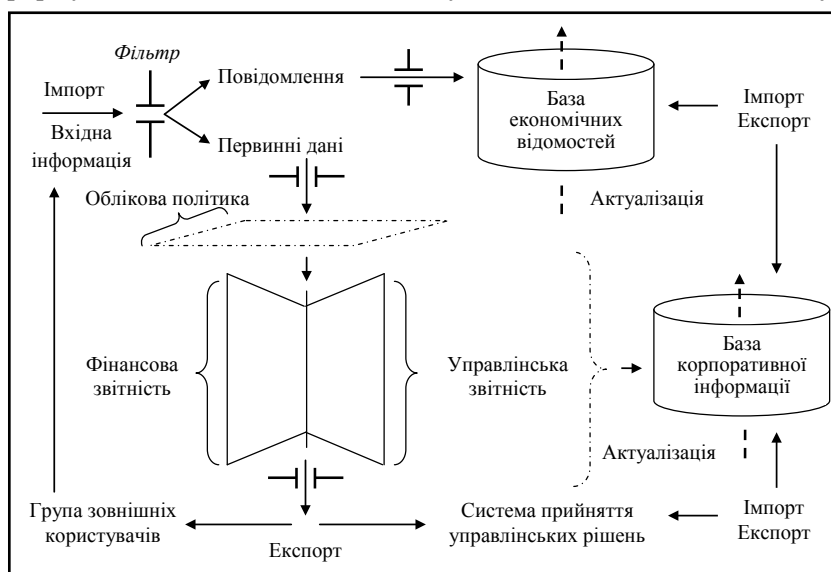 Фільтр
Імпорт
Вхідна
інформація
Повідомлення
Первинні дані
База
економічних
відомостей
Імпорт
Експорт
Облікова політика
Актуалізація
Фінансова
звітність
Управлінська
звітність
База
корпоративної
інформації
Актуалізація
Група зовнішніх
користувачів
Експорт
Система прийняття
управлінських рішень
Імпорт
Експорт